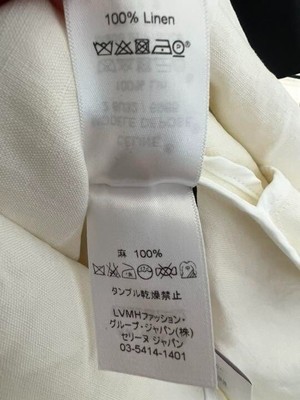 100% Linen
麻 100%
タンブル乾燥禁止
LVMHファッション・
グループ・ジャパン(株)
セリーヌ ジャパン
03-5414-1401